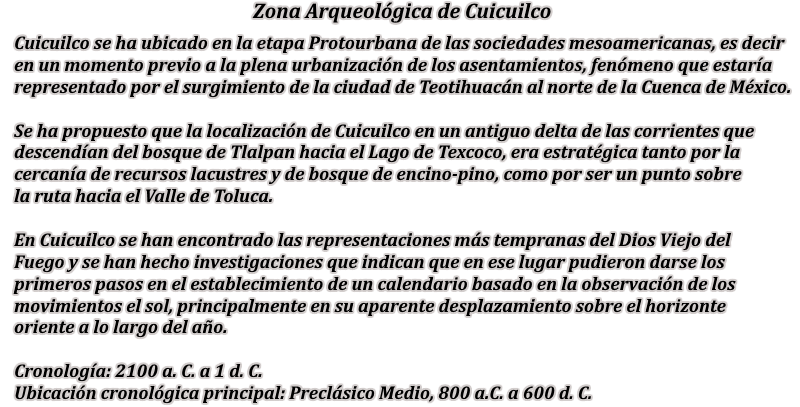 Zona Arqueológica de Cuicuilco
Cuicuilco se ha ubicado en la etapa Protourbana de las sociedades mesoamericanas, es decir
en un momento previo a la plena urbanización de los asentamientos, fenómeno que estaría
representado por el surgimiento de la ciudad de Teotihuacán al norte de la Cuenca de México.
Se ha propuesto que la localización de Cuicuilco en un antiguo delta de las corrientes que
descendían del bosque de Tlalpan hacia el Lago de Texcoco, era estratégica tanto por la
cercanía de recursos lacustres y de bosque de encino-pino, como por ser un punto sobre
la ruta hacia el Valle de Toluca.
En Cuicuilco se han encontrado las representaciones más tempranas del Dios Viejo del
Fuego y se han hecho investigaciones que indican que en ese lugar pudieron darse los
primeros pasos en el establecimiento de un calendario basado en la observación de los
movimientos el sol, principalmente en su aparente desplazamiento sobre el horizonte
oriente a lo largo del año.
Cronología: 2100 a. C. a 1 d. C.
Ubicación cronológica principal: Preclásico Medio, 800 a.C. a 600 d. C.